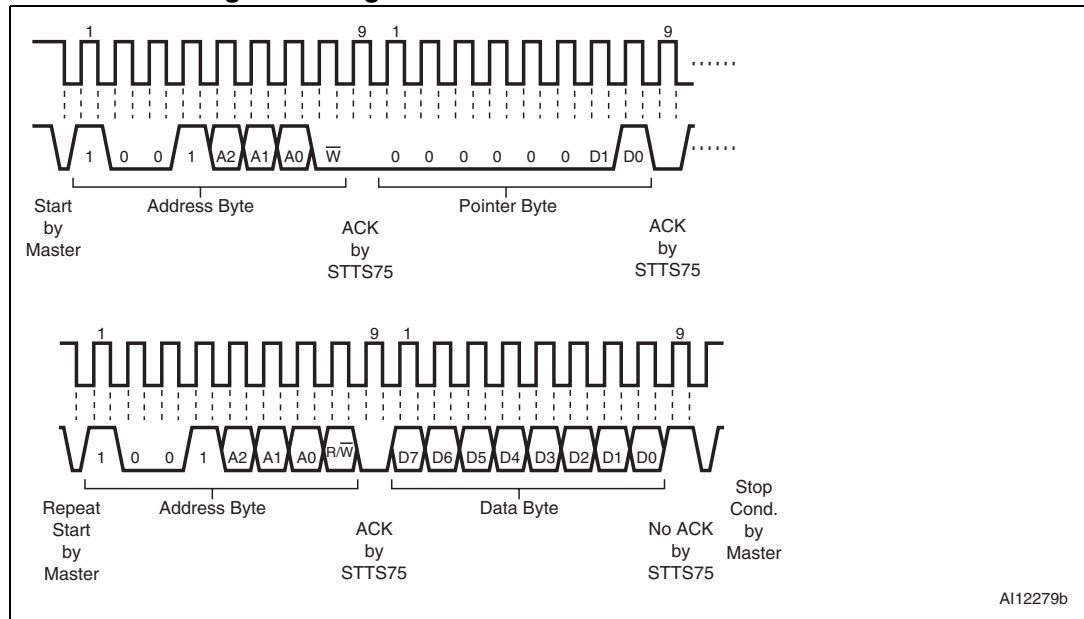 1 9 1 9
1 0 0 1 A2 A1 A0 W̅ 0 0 0 0 0 0 D1 D0
Start
by
Master
Address Byte
ACK
by
STTS75
Pointer Byte
ACK
by
STTS75
1 9 1 9
1 0 0 1 A2 A1 A0 R/W̅ D7 D6 D5 D4 D3 D2 D1 D0
Repeat
Start
by
Master
Address Byte
ACK
by
STTS75
Data Byte
No ACK
by
STTS75
Stop
Cond.
by
Master
AI12279b